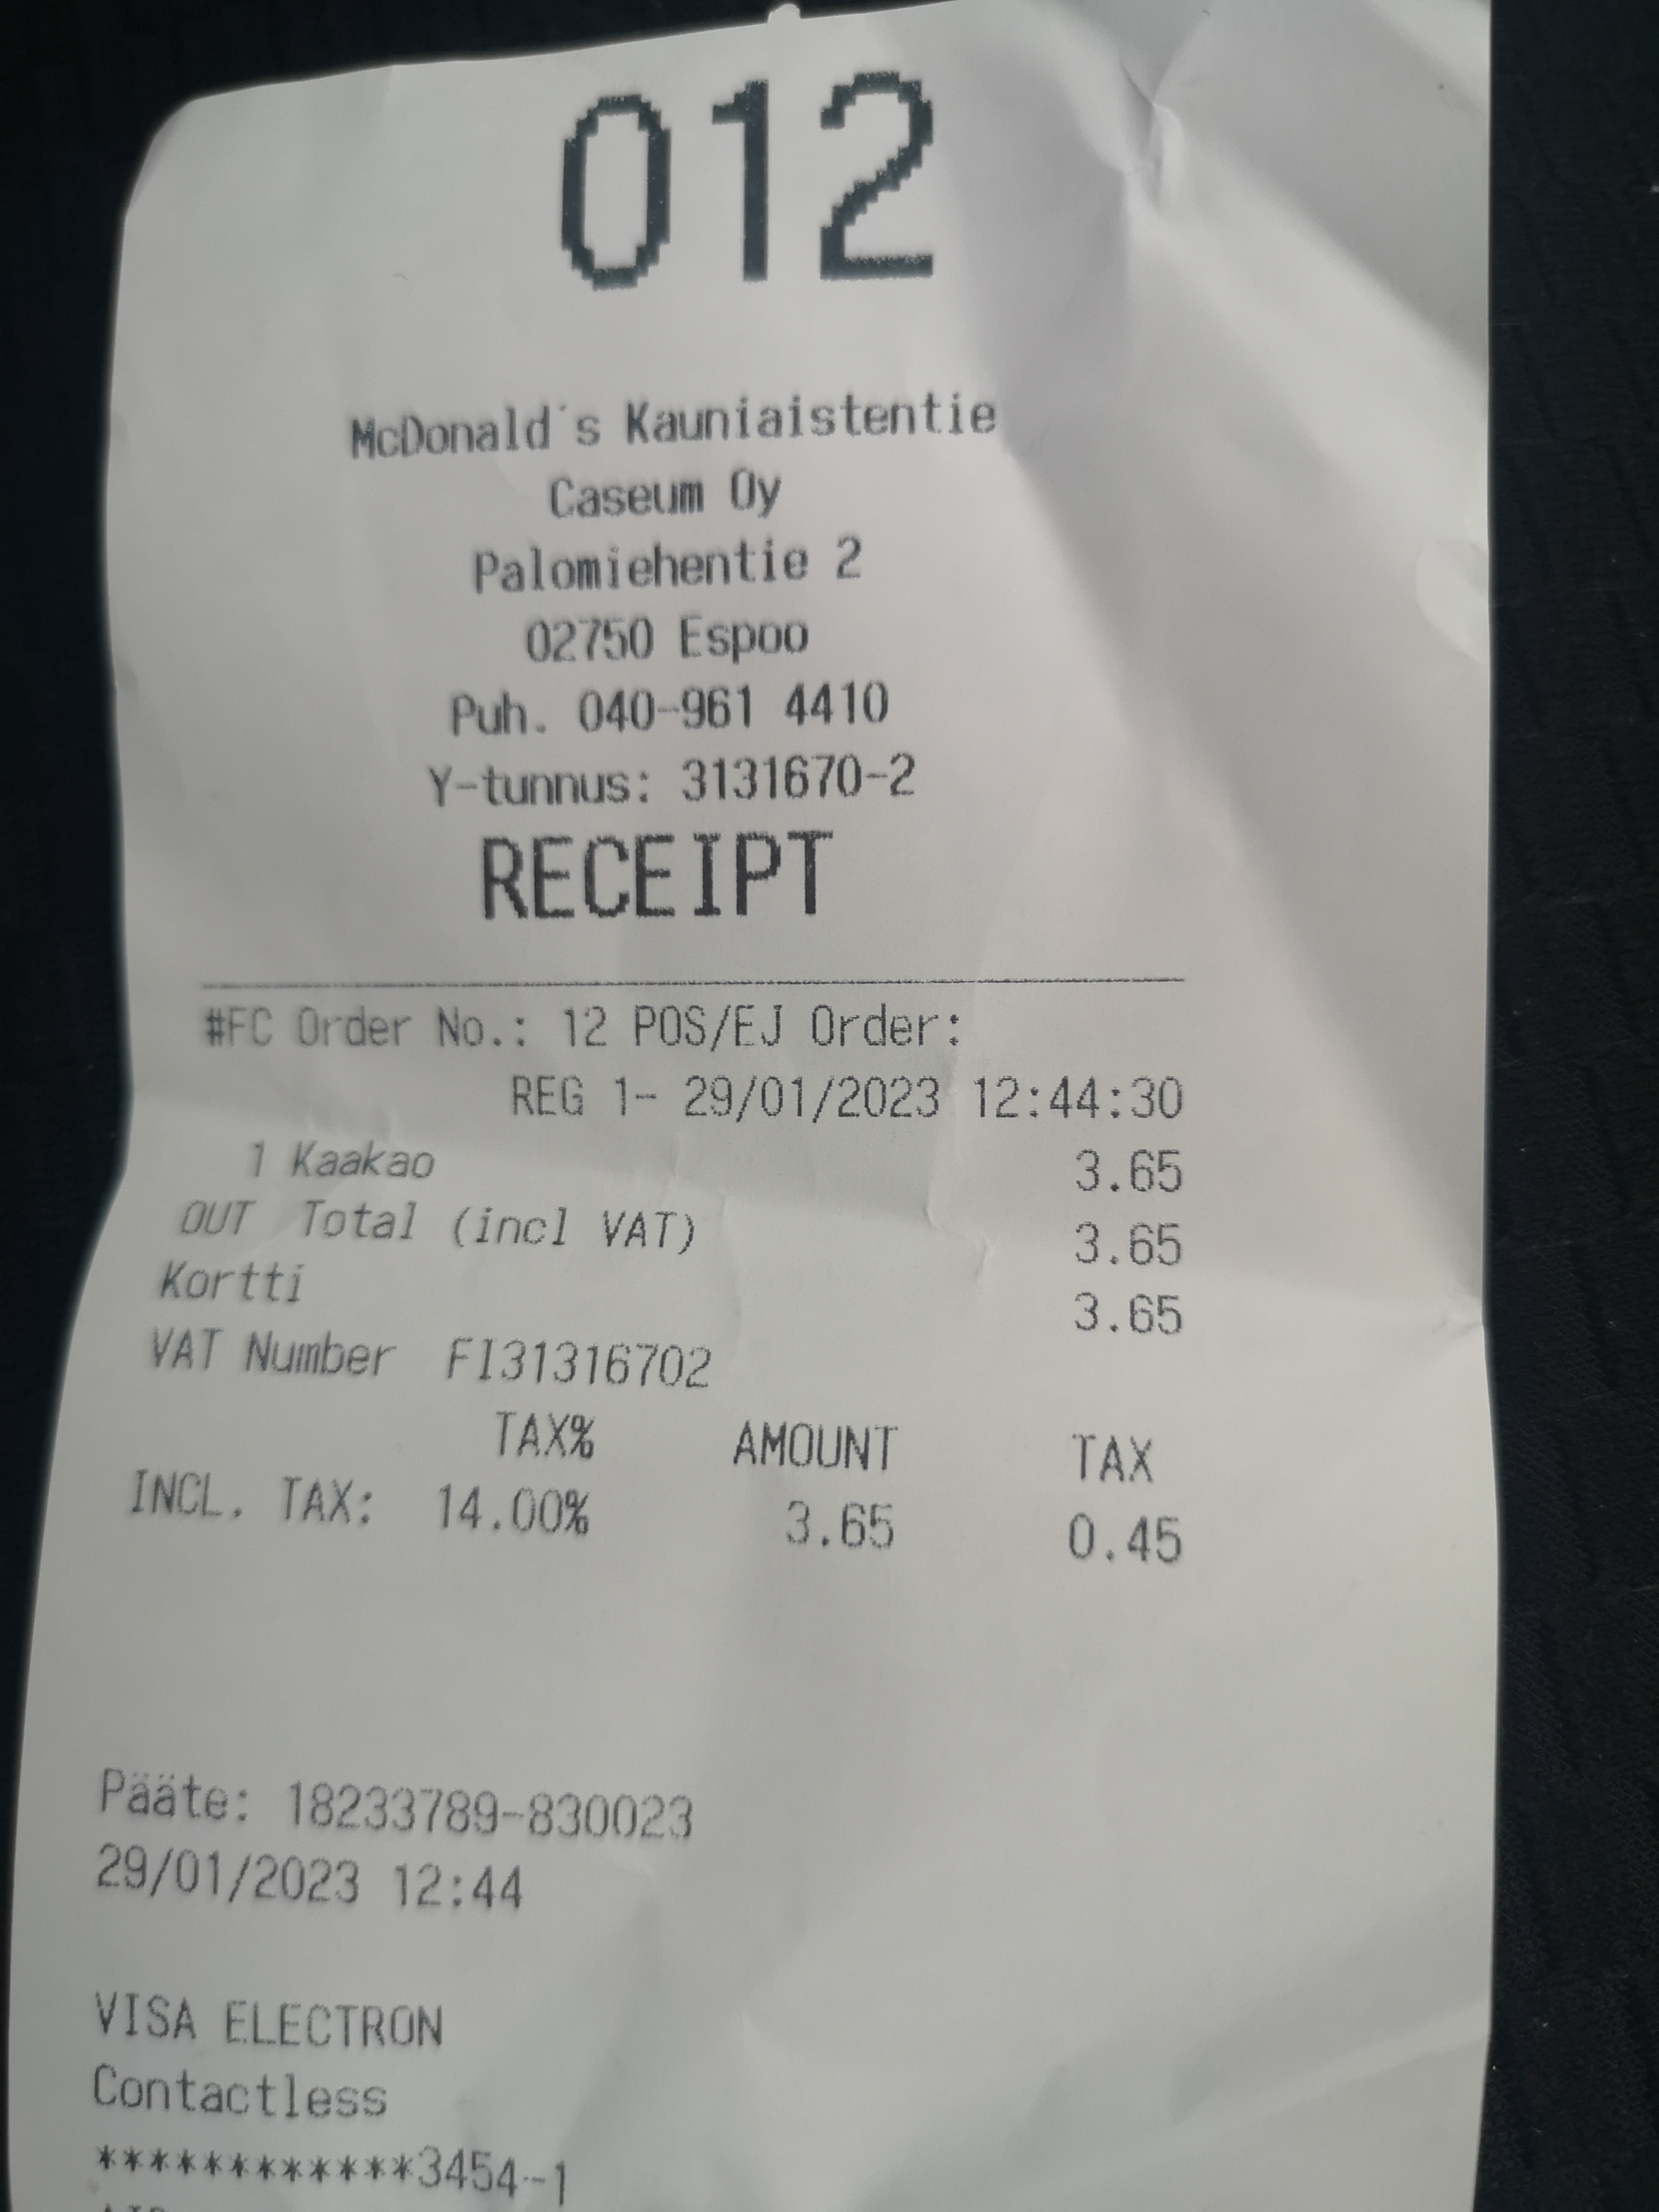 012
McDonald´s Kauniaistentie
Caseum Oy
Palomiehentie 2
02750 Espoo
Puh. 040-961 4410
Y-tunnus: 3131670-2
RECEIPT
#FC Order No.: 12 POS/EJ Order:
REG 1- 29/01/2023 12:44:30
1 Kaakao 3.65
OUT Total (incl VAT) 3.65
Kortti 3.65
VAT Number FI31316702
TAX% AMOUNT TAX
INCL. TAX: 14.00% 3.65 0.45
Pääte: 18233789-830023
29/01/2023 12:44
VISA ELECTRON
Contactless
************3454-1